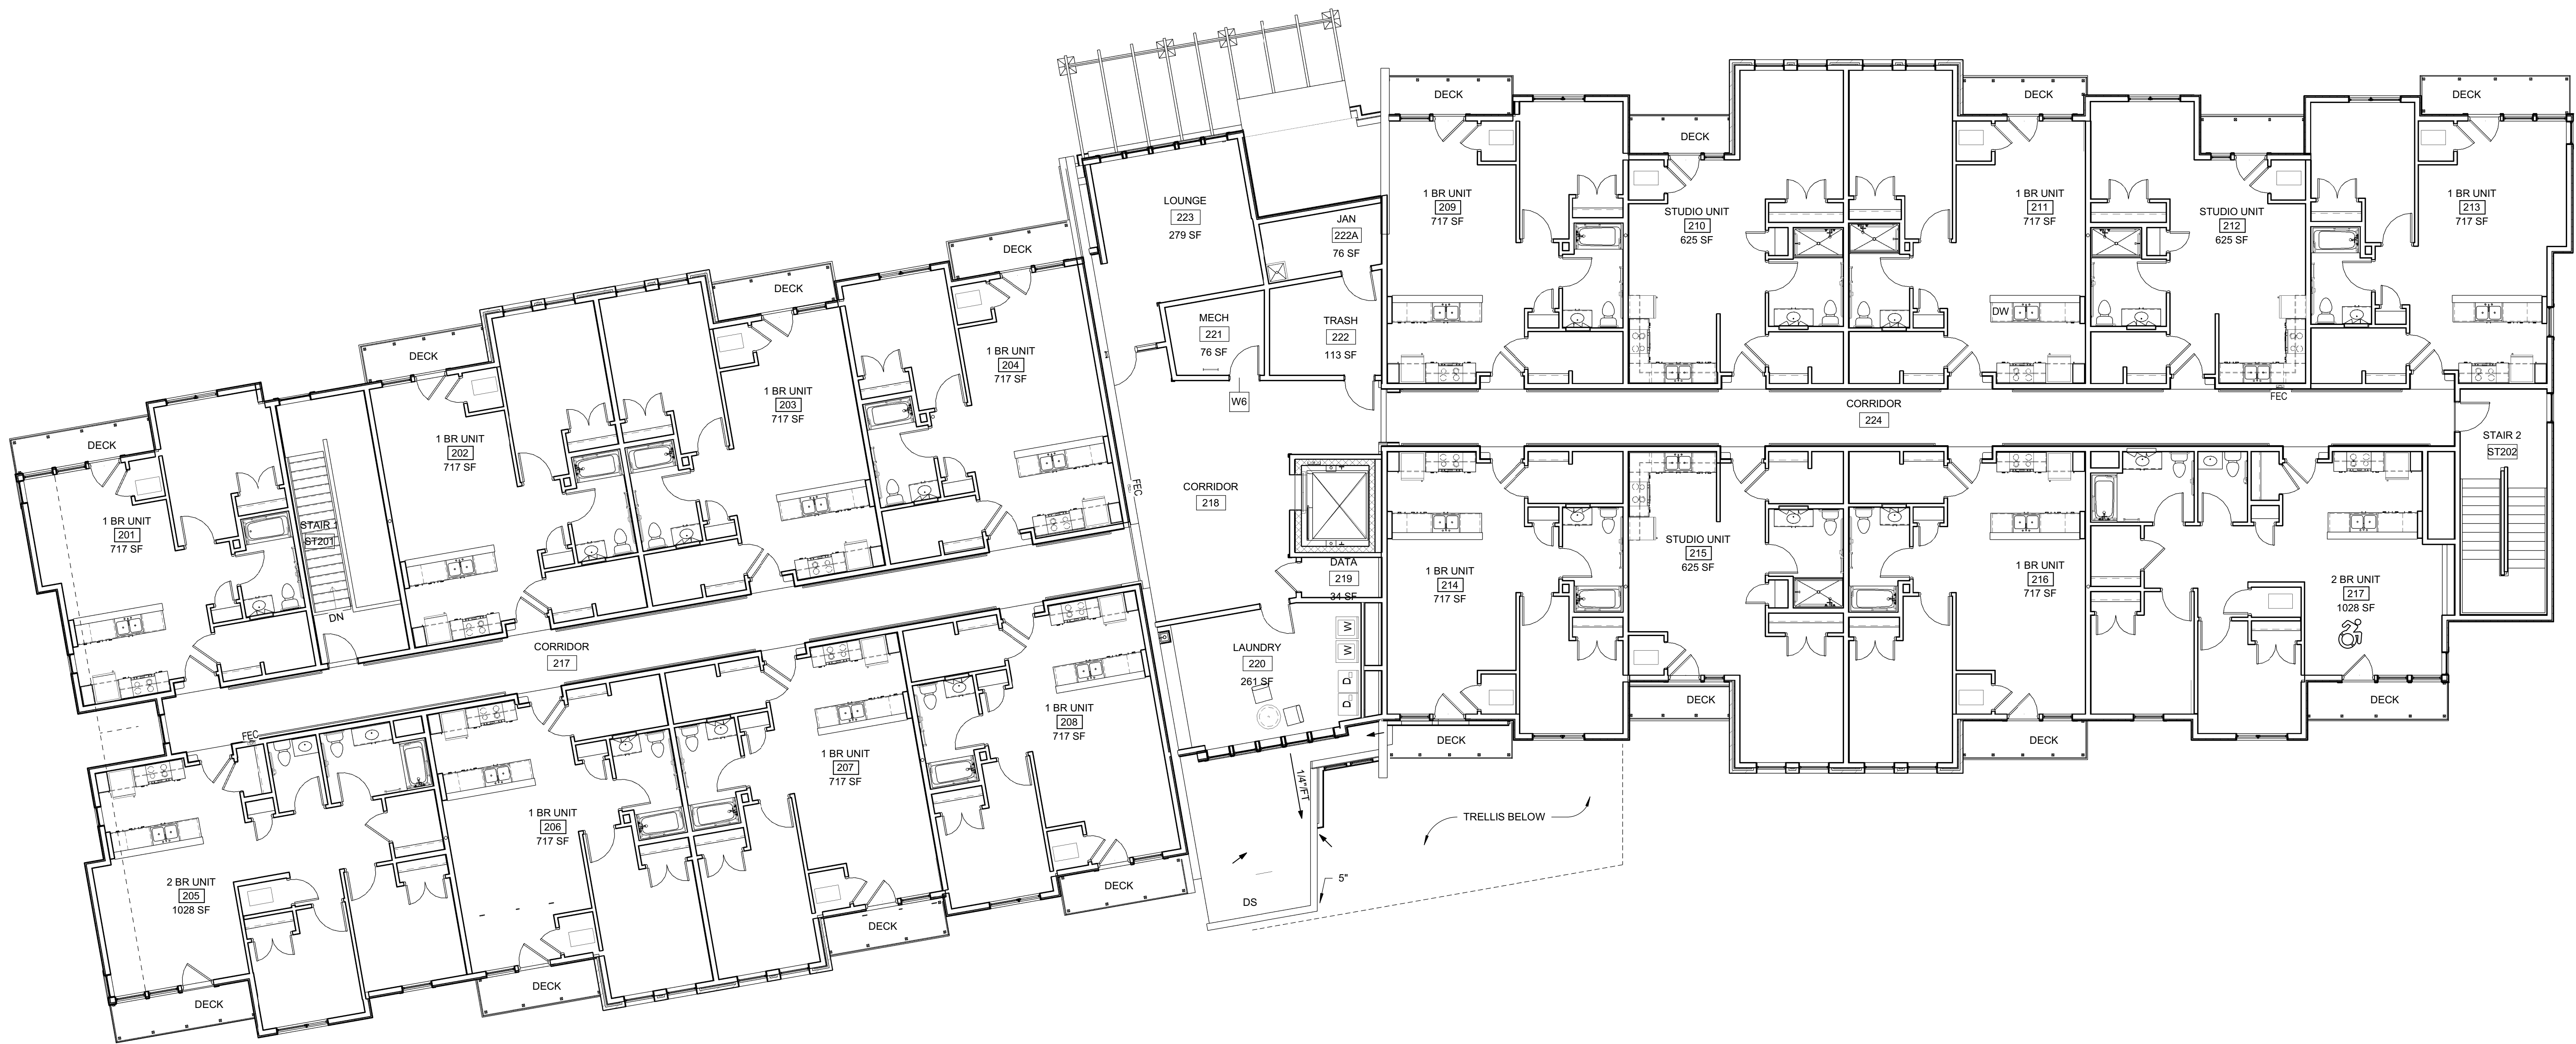 DECK
DECK
DECK
DECK
LOUNGE
223
279 SF
JAN
222A
76 SF
1 BR UNIT
209
717 SF
STUDIO UNIT
210
625 SF
1 BR UNIT
211
717 SF
STUDIO UNIT
212
625 SF
1 BR UNIT
213
717 SF
DECK
DECK
DECK
DECK
MECH
221
76 SF
TRASH
222
113 SF
DW
1 BR UNIT
204
717 SF
1 BR UNIT
203
717 SF
1 BR UNIT
202
717 SF
1 BR UNIT
201
717 SF
STAIR 1
ST201
DN
W6
FEC
CORRIDOR
224
FEC
STAIR 2
ST202
CORRIDOR
218
DATA
219
34 SF
1 BR UNIT
214
717 SF
STUDIO UNIT
215
625 SF
1 BR UNIT
216
717 SF
2 BR UNIT
217
1028 SF
CORRIDOR
217
LAUNDRY
220
261 SF
W
W
D
D
FEC
1 BR UNIT
208
717 SF
1 BR UNIT
207
717 SF
1 BR UNIT
206
717 SF
2 BR UNIT
205
1028 SF
DECK
DECK
DECK
DECK
1/4"/FT
TRELLIS BELOW
5"
DS
DECK
DECK
DECK
DECK